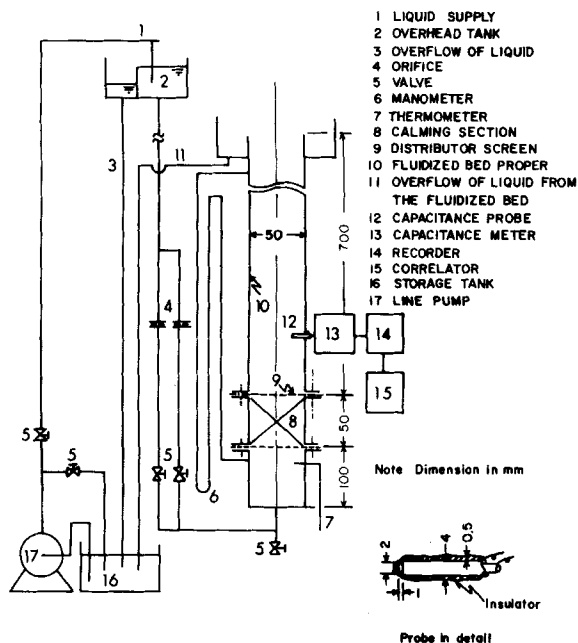 1 LIQUID SUPPLY
2 OVERHEAD TANK
3 OVERFLOW OF LIQUID
4 ORIFICE
5 VALVE
6 MANOMETER
7 THERMOMETER
8 CALMING SECTION
9 DISTRIBUTOR SCREEN
10 FLUIDIZED BED PROPER
11 OVERFLOW OF LIQUID FROM
THE FLUIDIZED BED
12 CAPACITANCE PROBE
13 CAPACITANCE METER
14 RECORDER
15 CORRELATOR
16 STORAGE TANK
17 LINE PUMP
1
2
3
11
50
700
10
4
12
13
14
15
9
8
50
5
5
5
100
6
7
5
17
16
Note Dimension in mm
2
4
0.5
1
Insulator
Probe in detail